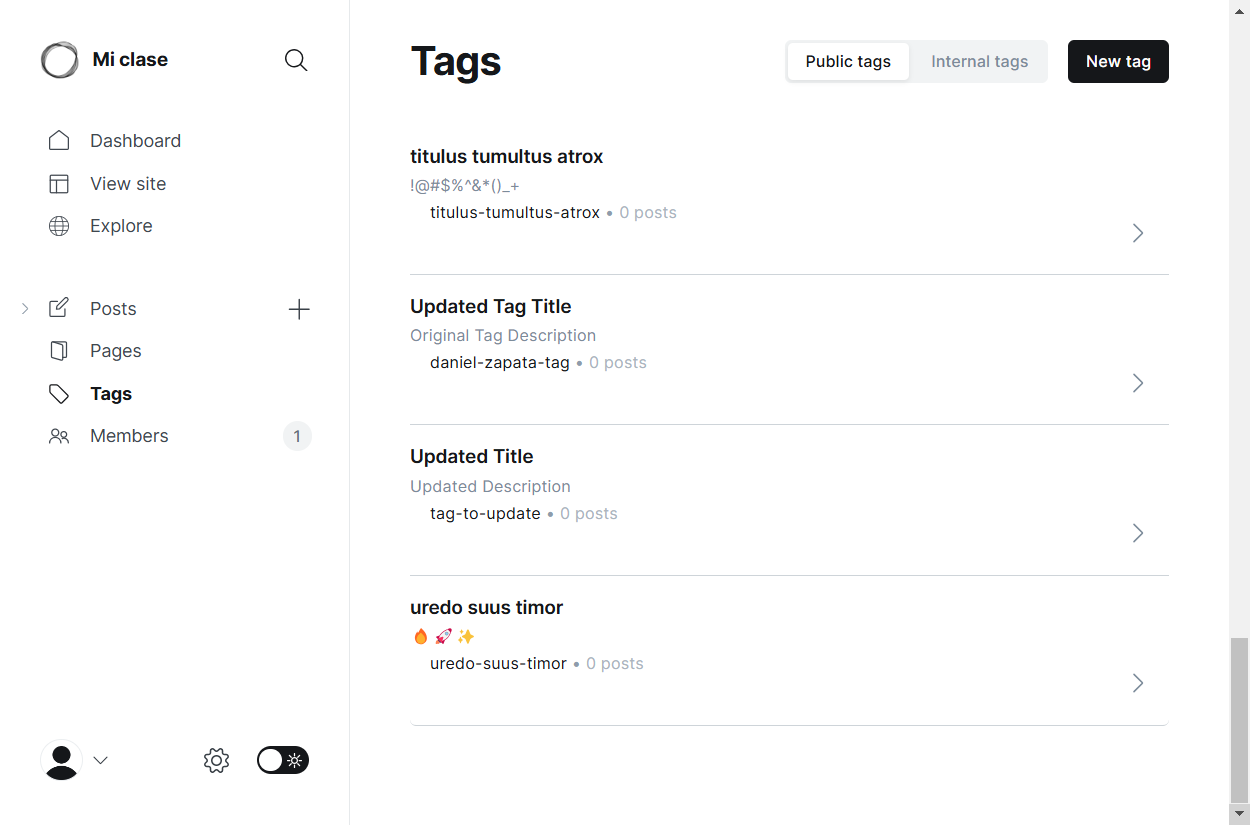 Mi clase
Dashboard
View site
Explore
Posts
Pages
Tags
Members
1
Tags
Public tags
Internal tags
New tag
titulus tumultus atrox
!@#$%^&*()_+
titulus-tumultus-atrox • 0 posts
Updated Tag Title
Original Tag Description
daniel-zapata-tag • 0 posts
Updated Title
Updated Description
tag-to-update • 0 posts
uredo suus timor
🔥 🚀 ✨
uredo-suus-timor • 0 posts